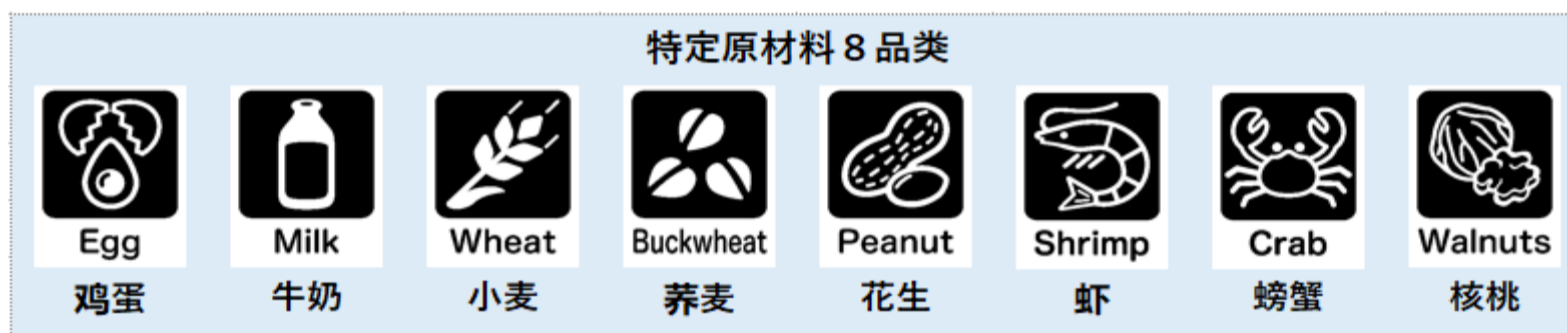 特定原材料8品类
Egg Milk Wheat Buckwheat Peanut Shrimp Crab Walnuts
鸡蛋 牛奶 小麦 荞麦 花生 虾 螃蟹 核桃